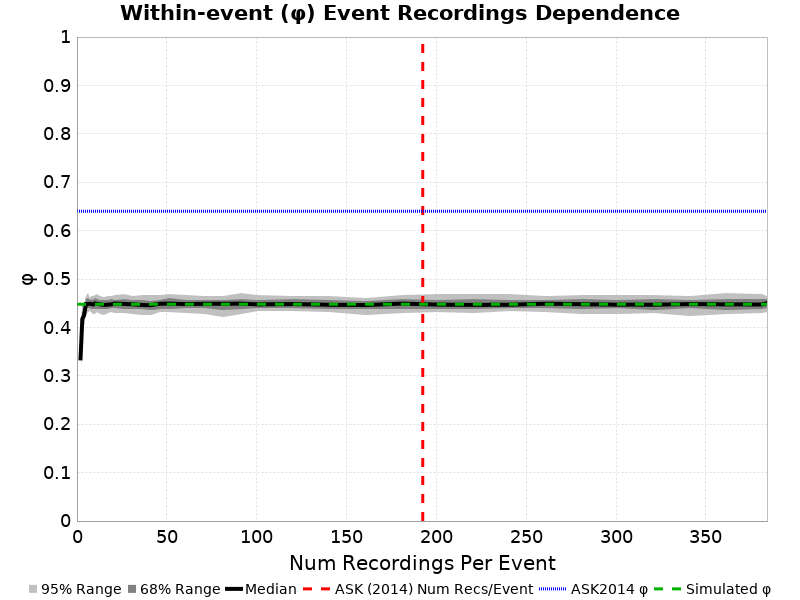 Within-event (φ) Event Recordings Dependence
1
0.9
0.8
0.7
0.6
0.5
0.4
0.3
0.2
0.1
0
φ
0 50 100 150 200 250 300 350
Num Recordings Per Event
95% Range 68% Range Median ASK (2014) Num Recs/Event ASK2014 φ Simulated φ